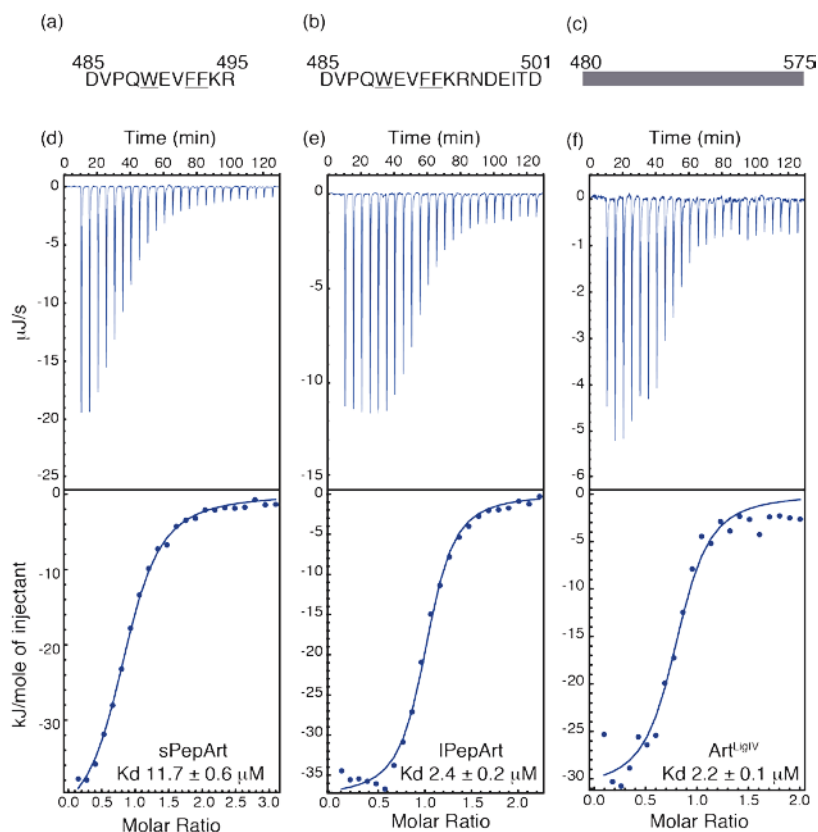 (a) (b) (c)
485 495 485 501 480 575
DVPQWEVFFKR DVPQWEVFFKRNDEITD
(d) Time (min) (e) Time (min) (f) Time (min)
0 20 40 60 80 100 120 0 20 40 60 80 100 120 0 20 40 60 80 100 120
0 0 0
-5 -5 -1
-10 -10 -2
-15 -15 -3
-20 -4
-25 -5
-6
μJ/s
0 0 0
-10 -5 -5
-20 -10 -10
-30 -15 -15
-20 -20
-25 -25
-30 -30
-35
kJ/mole of injectant
sPepArt lPepArt Art^LigIV
Kd 11.7 ± 0.6 μM Kd 2.4 ± 0.2 μM Kd 2.2 ± 0.1 μM
0.0 0.5 1.0 1.5 2.0 2.5 3.0 0.0 0.5 1.0 1.5 2.0 0.0 0.5 1.0 1.5 2.0
Molar Ratio Molar Ratio Molar Ratio